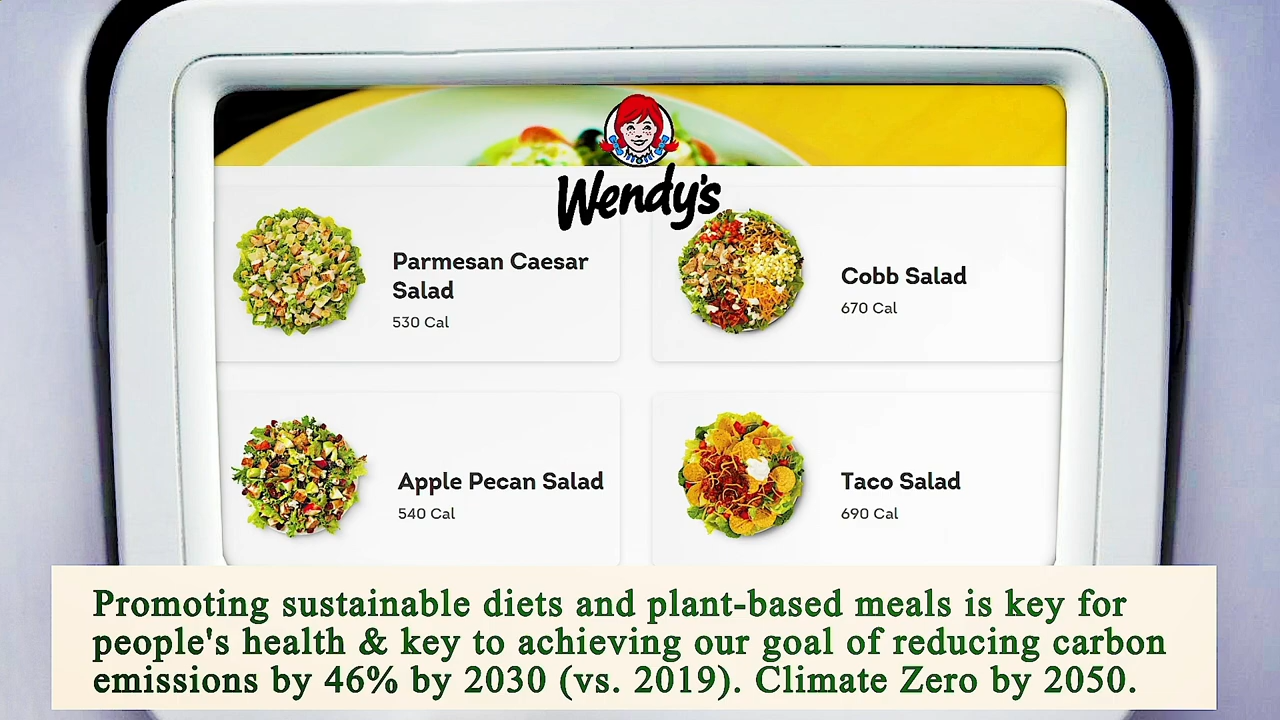 Wendy's
Parmesan Caesar
Salad
530 Cal
Cobb Salad
670 Cal
Apple Pecan Salad
540 Cal
Taco Salad
690 Cal
Promoting sustainable diets and plant-based meals is key for
people's health & key to achieving our goal of reducing carbon
emissions by 46% by 2030 (vs. 2019). Climate Zero by 2050.